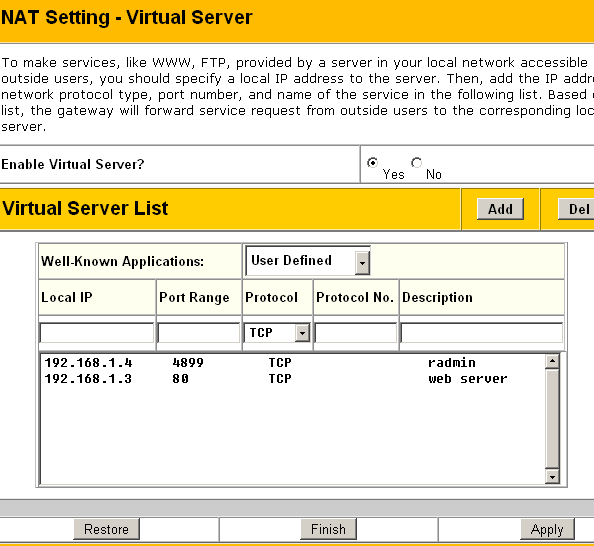 NAT Setting - Virtual Server
To make services, like WWW, FTP, provided by a server in your local network accessible
outside users, you should specify a local IP address to the server. Then, add the IP addr
network protocol type, port number, and name of the service in the following list. Based
list, the gateway will forward service request from outside users to the corresponding loc
server.
Enable Virtual Server? Yes No
Virtual Server List Add Del
Well-Known Applications: User Defined
Local IP Port Range Protocol Protocol No. Description
TCP
192.168.1.4 4899 TCP radmin
192.168.1.3 80 TCP web server
Restore Finish Apply